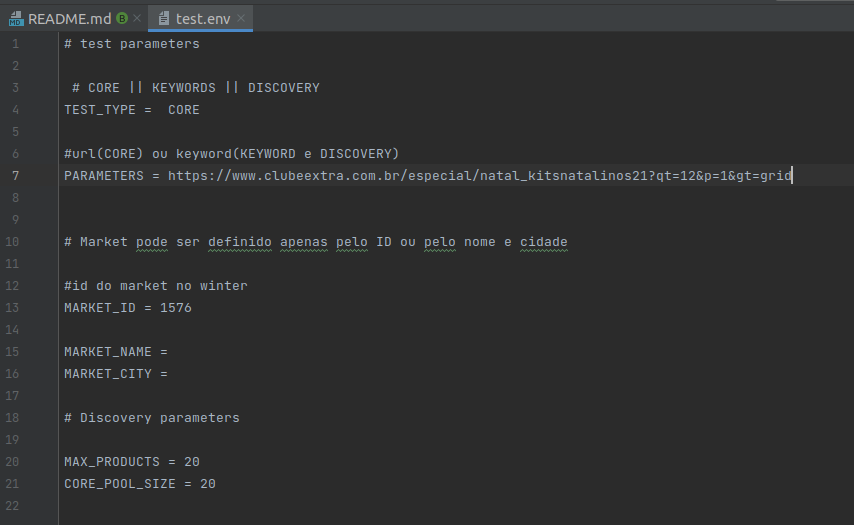 README.md
test.env
1 # test parameters
2
3 # CORE || KEYWORDS || DISCOVERY
4 TEST_TYPE = CORE
5
6 #url(CORE) ou keyword(KEYWORD e DISCOVERY)
7 PARAMETERS = https://www.clubeextra.com.br/especial/natal_kitsnatalinos21?qt=12&p=1&gt=grid
8
9
10 # Market pode ser definido apenas pelo ID ou pelo nome e cidade
11
12 #id do market no winter
13 MARKET_ID = 1576
14
15 MARKET_NAME =
16 MARKET_CITY =
17
18 # Discovery parameters
19
20 MAX_PRODUCTS = 20
21 CORE_POOL_SIZE = 20
22